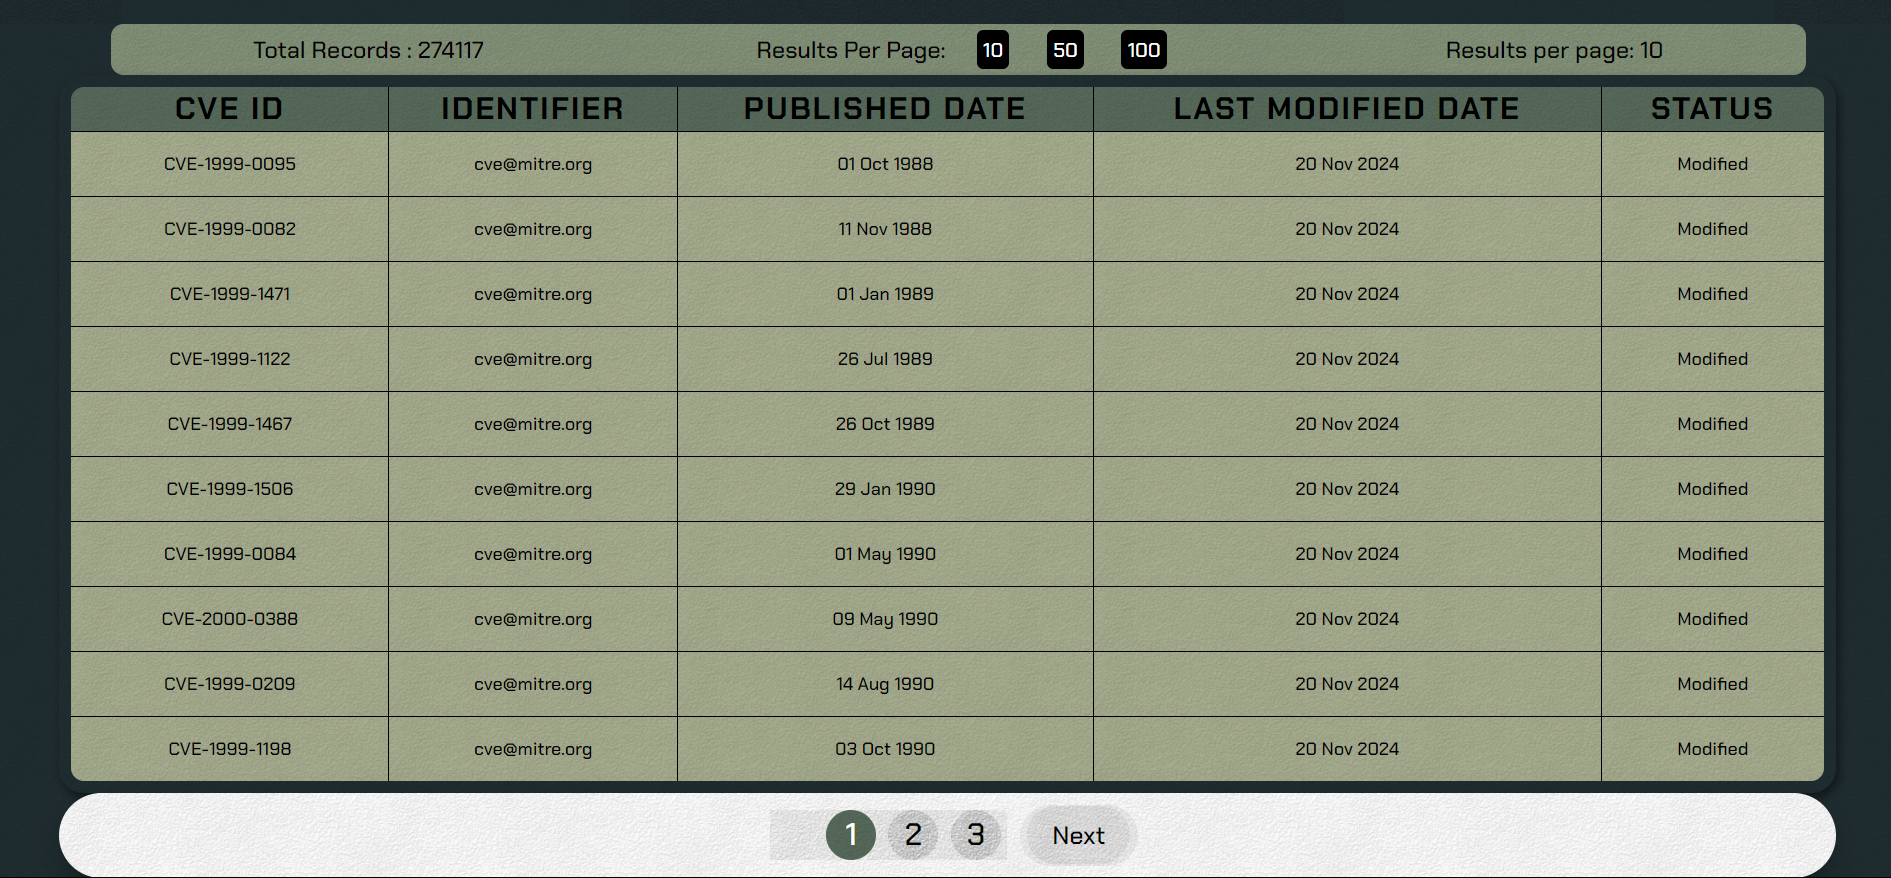 Total Records : 274117 Results Per Page: 10 50 100 Results per page: 10
CVE ID IDENTIFIER PUBLISHED DATE LAST MODIFIED DATE STATUS
CVE-1999-0095 cve@mitre.org 01 Oct 1988 20 Nov 2024 Modified
CVE-1999-0082 cve@mitre.org 11 Nov 1988 20 Nov 2024 Modified
CVE-1999-1471 cve@mitre.org 01 Jan 1989 20 Nov 2024 Modified
CVE-1999-1122 cve@mitre.org 26 Jul 1989 20 Nov 2024 Modified
CVE-1999-1467 cve@mitre.org 26 Oct 1989 20 Nov 2024 Modified
CVE-1999-1506 cve@mitre.org 29 Jan 1990 20 Nov 2024 Modified
CVE-1999-0084 cve@mitre.org 01 May 1990 20 Nov 2024 Modified
CVE-2000-0388 cve@mitre.org 09 May 1990 20 Nov 2024 Modified
CVE-1999-0209 cve@mitre.org 14 Aug 1990 20 Nov 2024 Modified
CVE-1999-1198 cve@mitre.org 03 Oct 1990 20 Nov 2024 Modified
1 2 3 Next